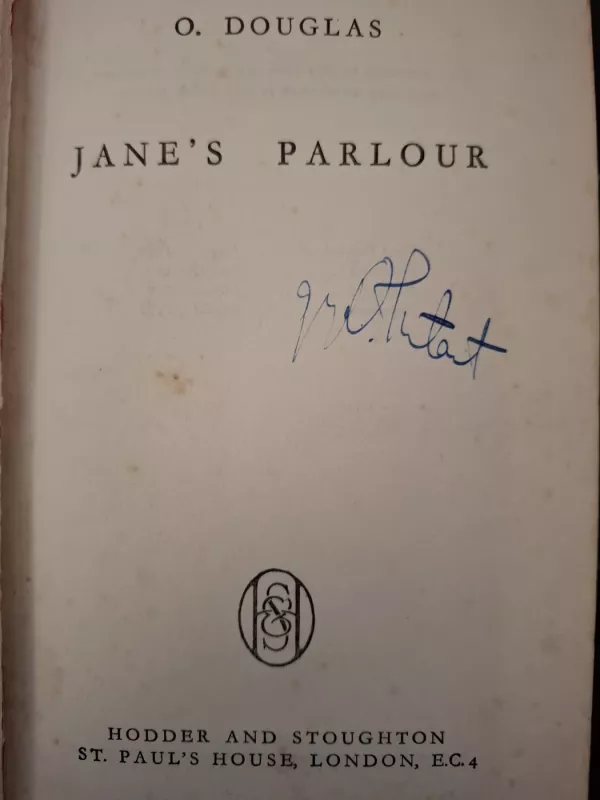 O. DOUGLAS
JANE'S PARLOUR
HODDER AND STOUGHTON
ST. PAUL'S HOUSE, LONDON, E.C.4